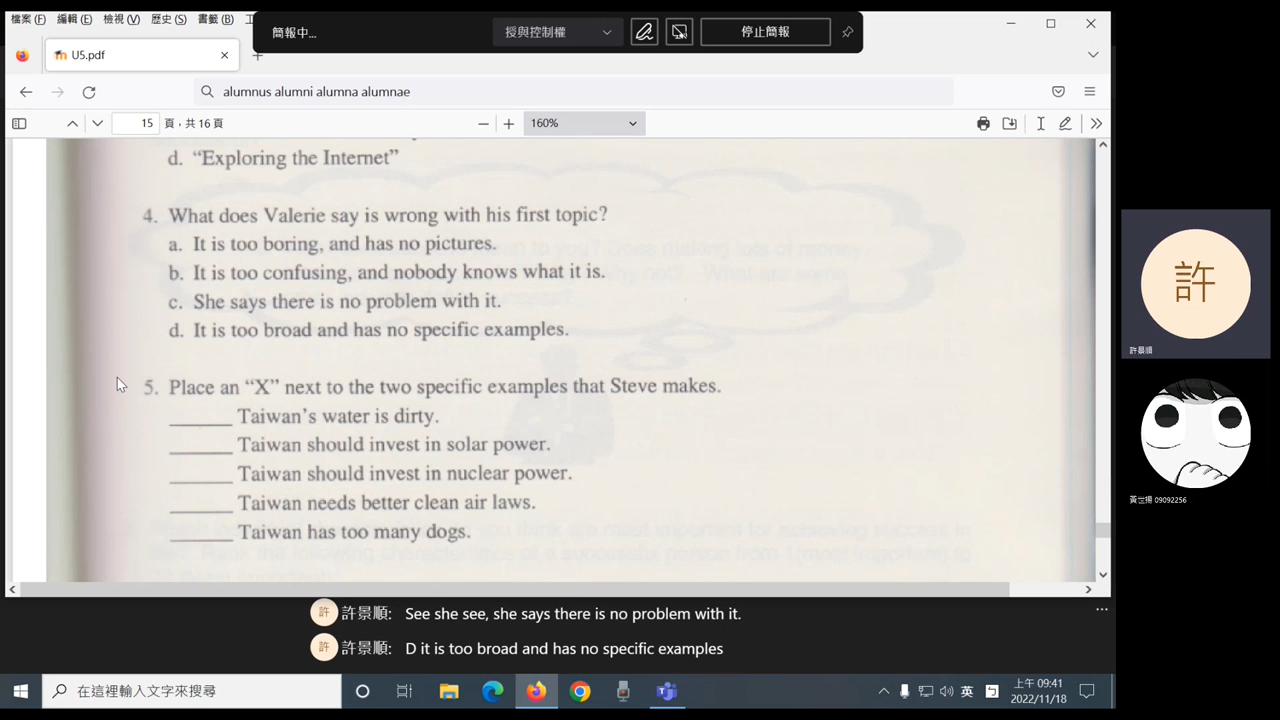 檔案 (F) 編輯 (E) 檢視 (V) 歷史 (S) 書籤 (B)
簡報中...
授與控制權
停止簡報
U5.pdf
alumnus alumni alumna alumnae
15 頁，共 16 頁
160%
d. “Exploring the Internet”
4. What does Valerie say is wrong with his first topic?
a. It is too boring, and has no pictures.
b. It is too confusing, and nobody knows what it is.
c. She says there is no problem with it.
d. It is too broad and has no specific examples.
5. Place an “X” next to the two specific examples that Steve makes.
______ Taiwan’s water is dirty.
______ Taiwan should invest in solar power.
______ Taiwan should invest in nuclear power.
______ Taiwan needs better clean air laws.
______ Taiwan has too many dogs.
許
許景順
黃世揚 09092256
許 許景順: See she see, she says there is no problem with it.
許 許景順: D it is too broad and has no specific examples
在這裡輸入文字來搜尋
英
上午 09:41
2022/11/18